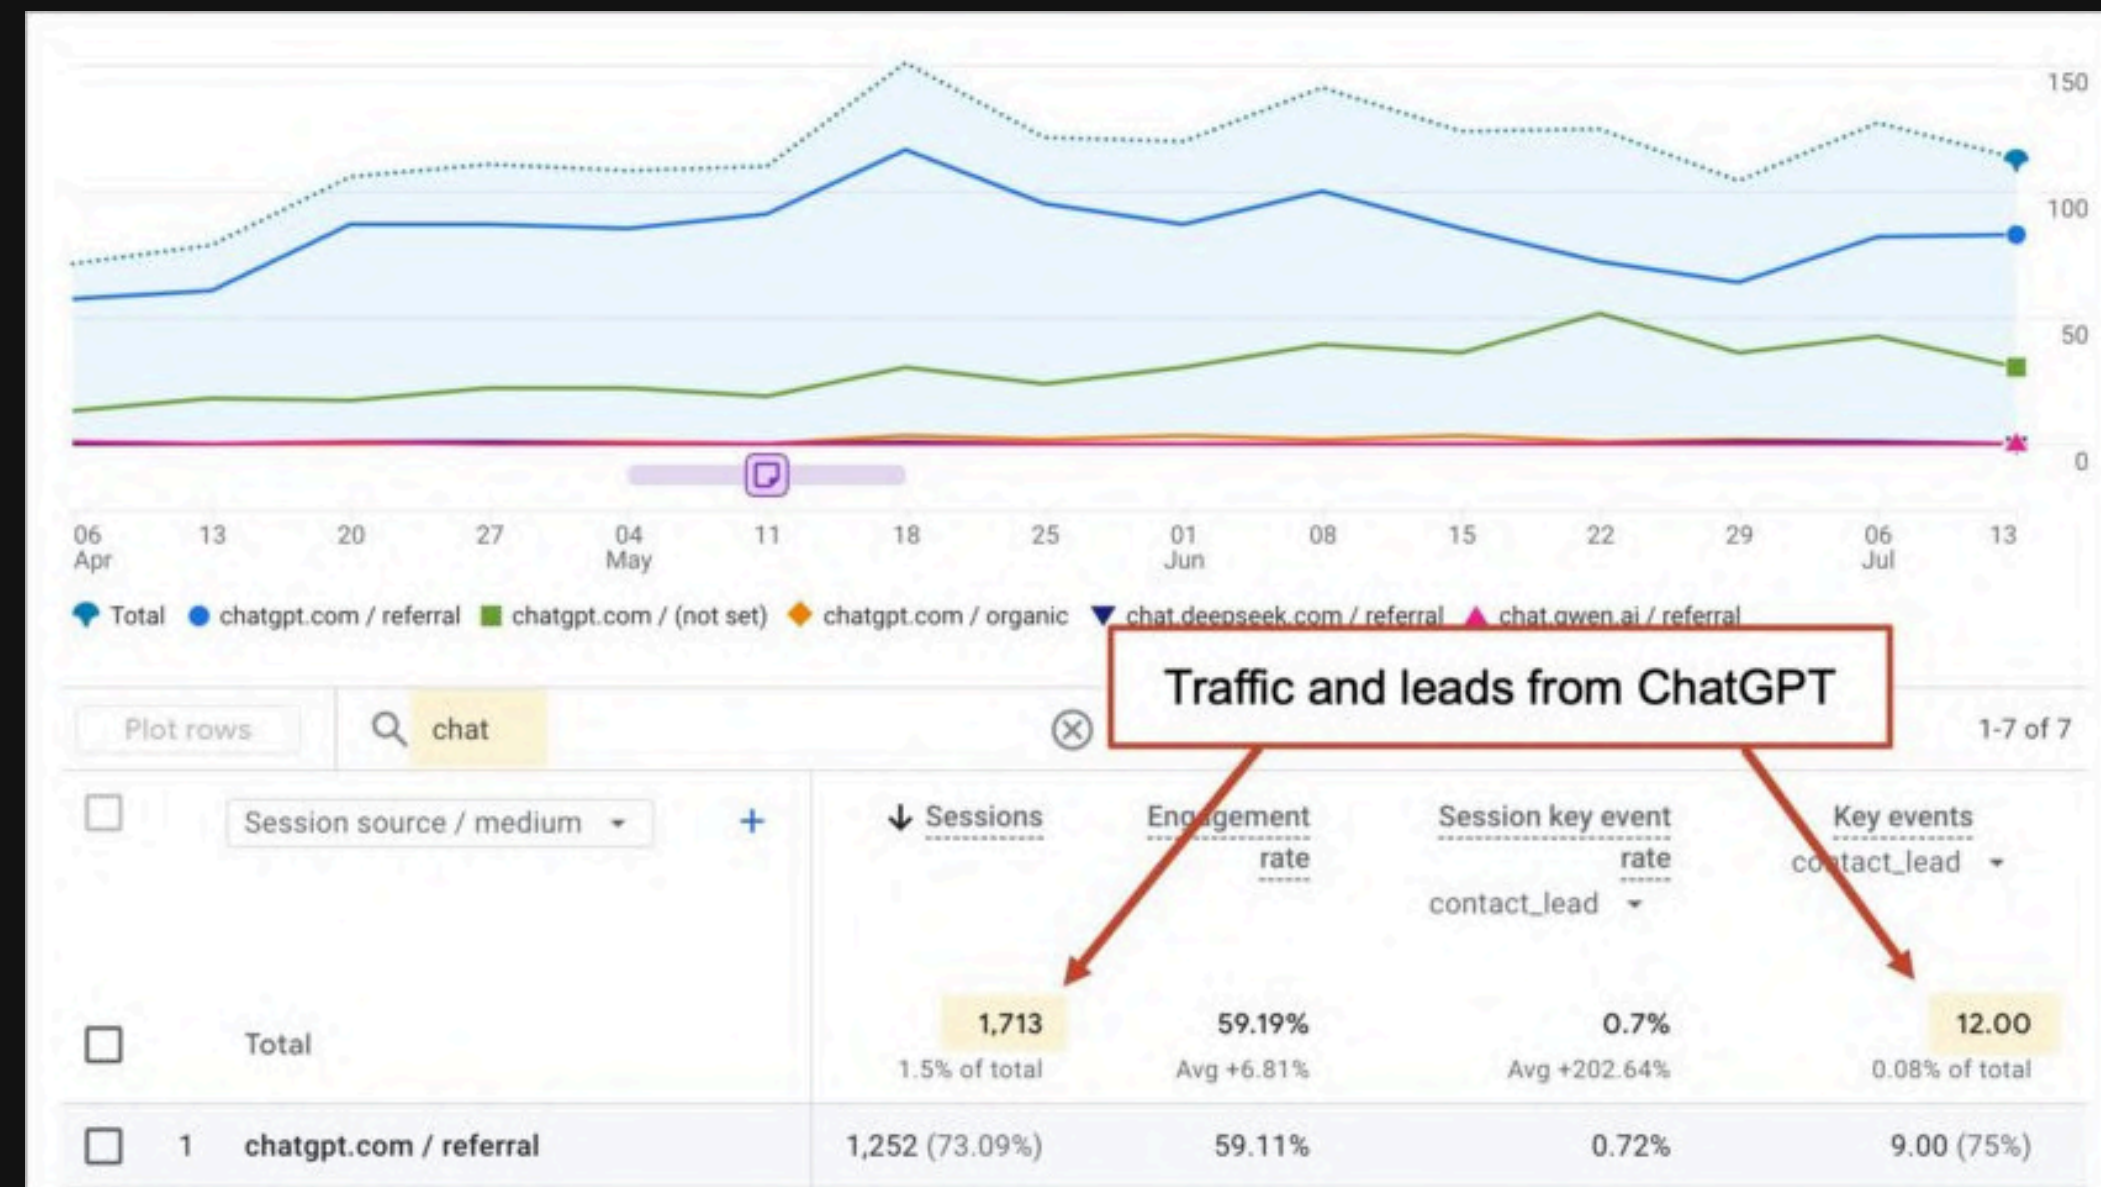 150
100
50
0
06 13 20 27 04 11 18 25 01 08 15 22 29 06 13
Apr May Jun Jul
Total chatgpt.com / referral chatgpt.com / (not set) chatgpt.com / organic chat.deepseek.com / referral chat.qwen.ai / referral
Traffic and leads from ChatGPT
Plot rows chat 1-7 of 7
Session source / medium + Sessions Engagement Session key event Key events
rate rate contact_lead
contact_lead
1,713 59.19% 0.7% 12.00
Total
1.5% of total Avg +6.81% Avg +202.64% 0.08% of total
1 chatgpt.com / referral 1,252 (73.09%) 59.11% 0.72% 9.00 (75%)